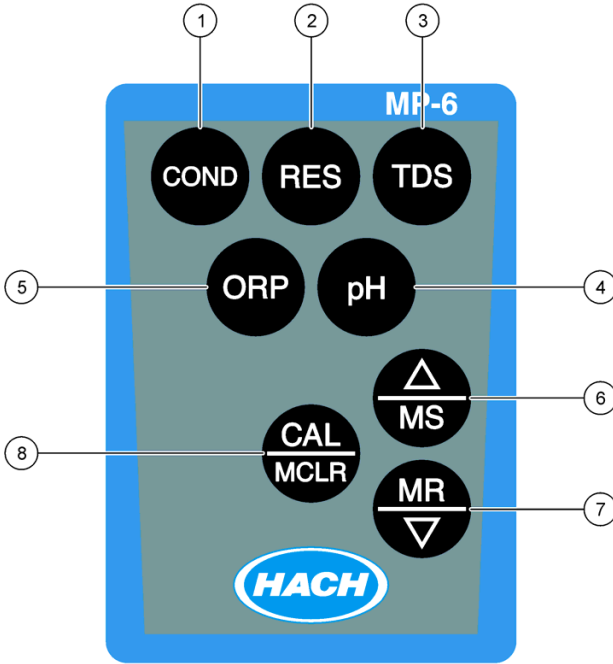 1 2 3
MP-6
COND RES TDS
5 ORP pH 4
△
MS 6
8 CAL
MCLR
MR
▽ 7
HACH